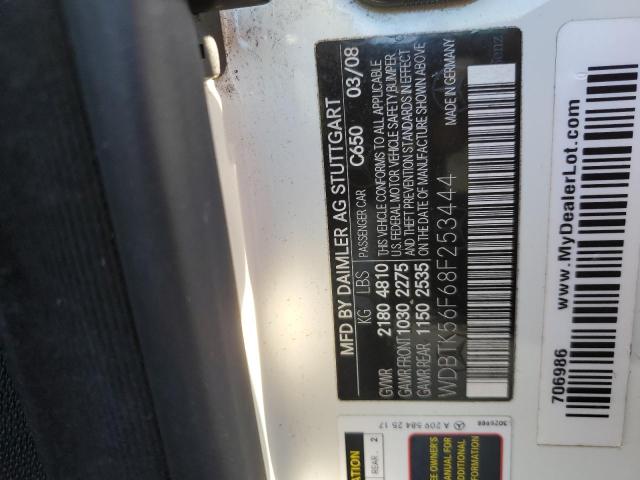 MFD BY DAIMLER AG STUTTGART
KG LBS PASSENGER CAR C650 03/08
GVWR 2180 4810 THIS VEHICLE CONFORMS TO ALL APPLICABLE
U.S. FEDERAL MOTOR VEHICLE SAFETY BUMPER
GAWR FRONT 1030 2275 AND THEFT PREVENTION STANDARDS IN EFFECT
GAWR REAR 1150 2535 ON THE DATE OF MANUFACTURE SHOWN ABOVE
WDBTK56F68F253444 MADE IN GERMANY
706986 www.MyDealerLot.com
A 209 584 25 17
REAR 2
OWNER'S
MANUAL FOR